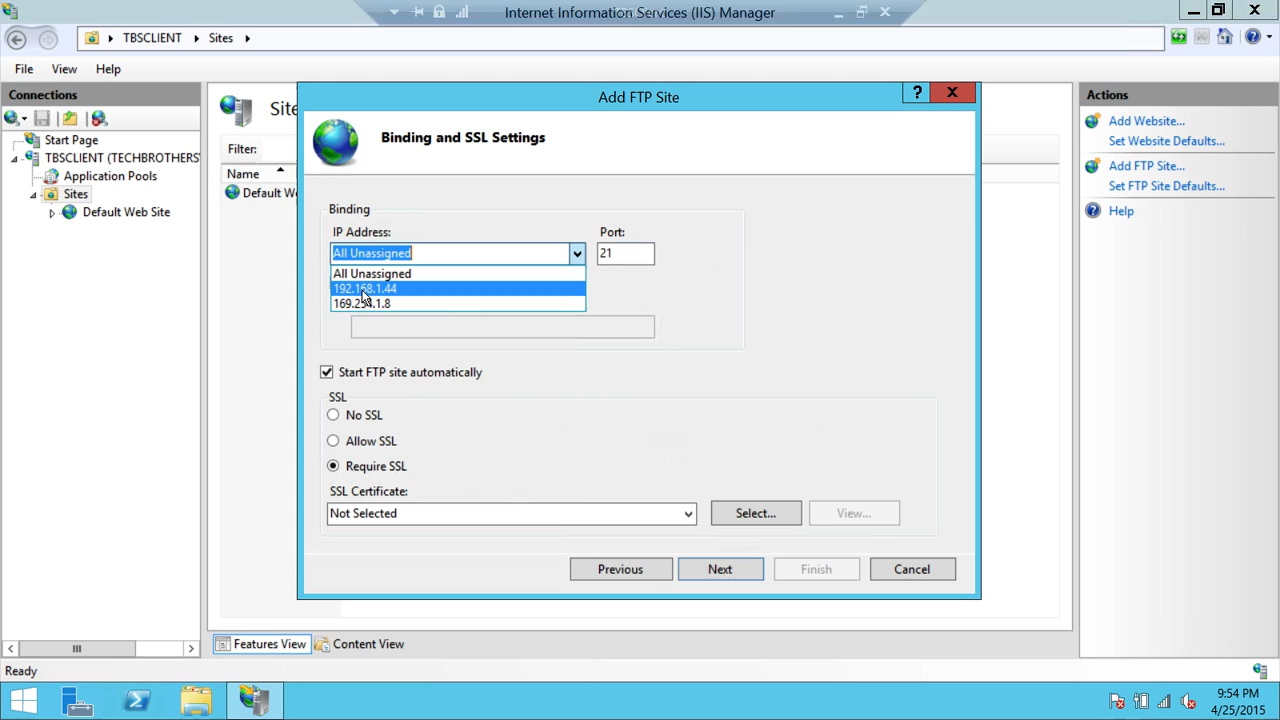 Internet Information Services (IIS) Manager
TBSCLIENT
Sites
File View Help
Connections
Start Page
TBSCLIENT (TECHBROTHERS\
Application Pools
Sites
Default Web Site
Filter:
Name
Add FTP Site
?
Binding and SSL Settings
Binding
IP Address:
Port:
All Unassigned
21
All Unassigned
192.168.1.44
169.254.1.8
Start FTP site automatically
SSL
No SSL
Allow SSL
Require SSL
SSL Certificate:
Not Selected
Select...
View...
Previous
Next
Finish
Cancel
Features View
Content View
Actions
Add Website...
Set Website Defaults...
Add FTP Site...
Set FTP Site Defaults...
Help
Ready
9:54 PM
4/25/2015